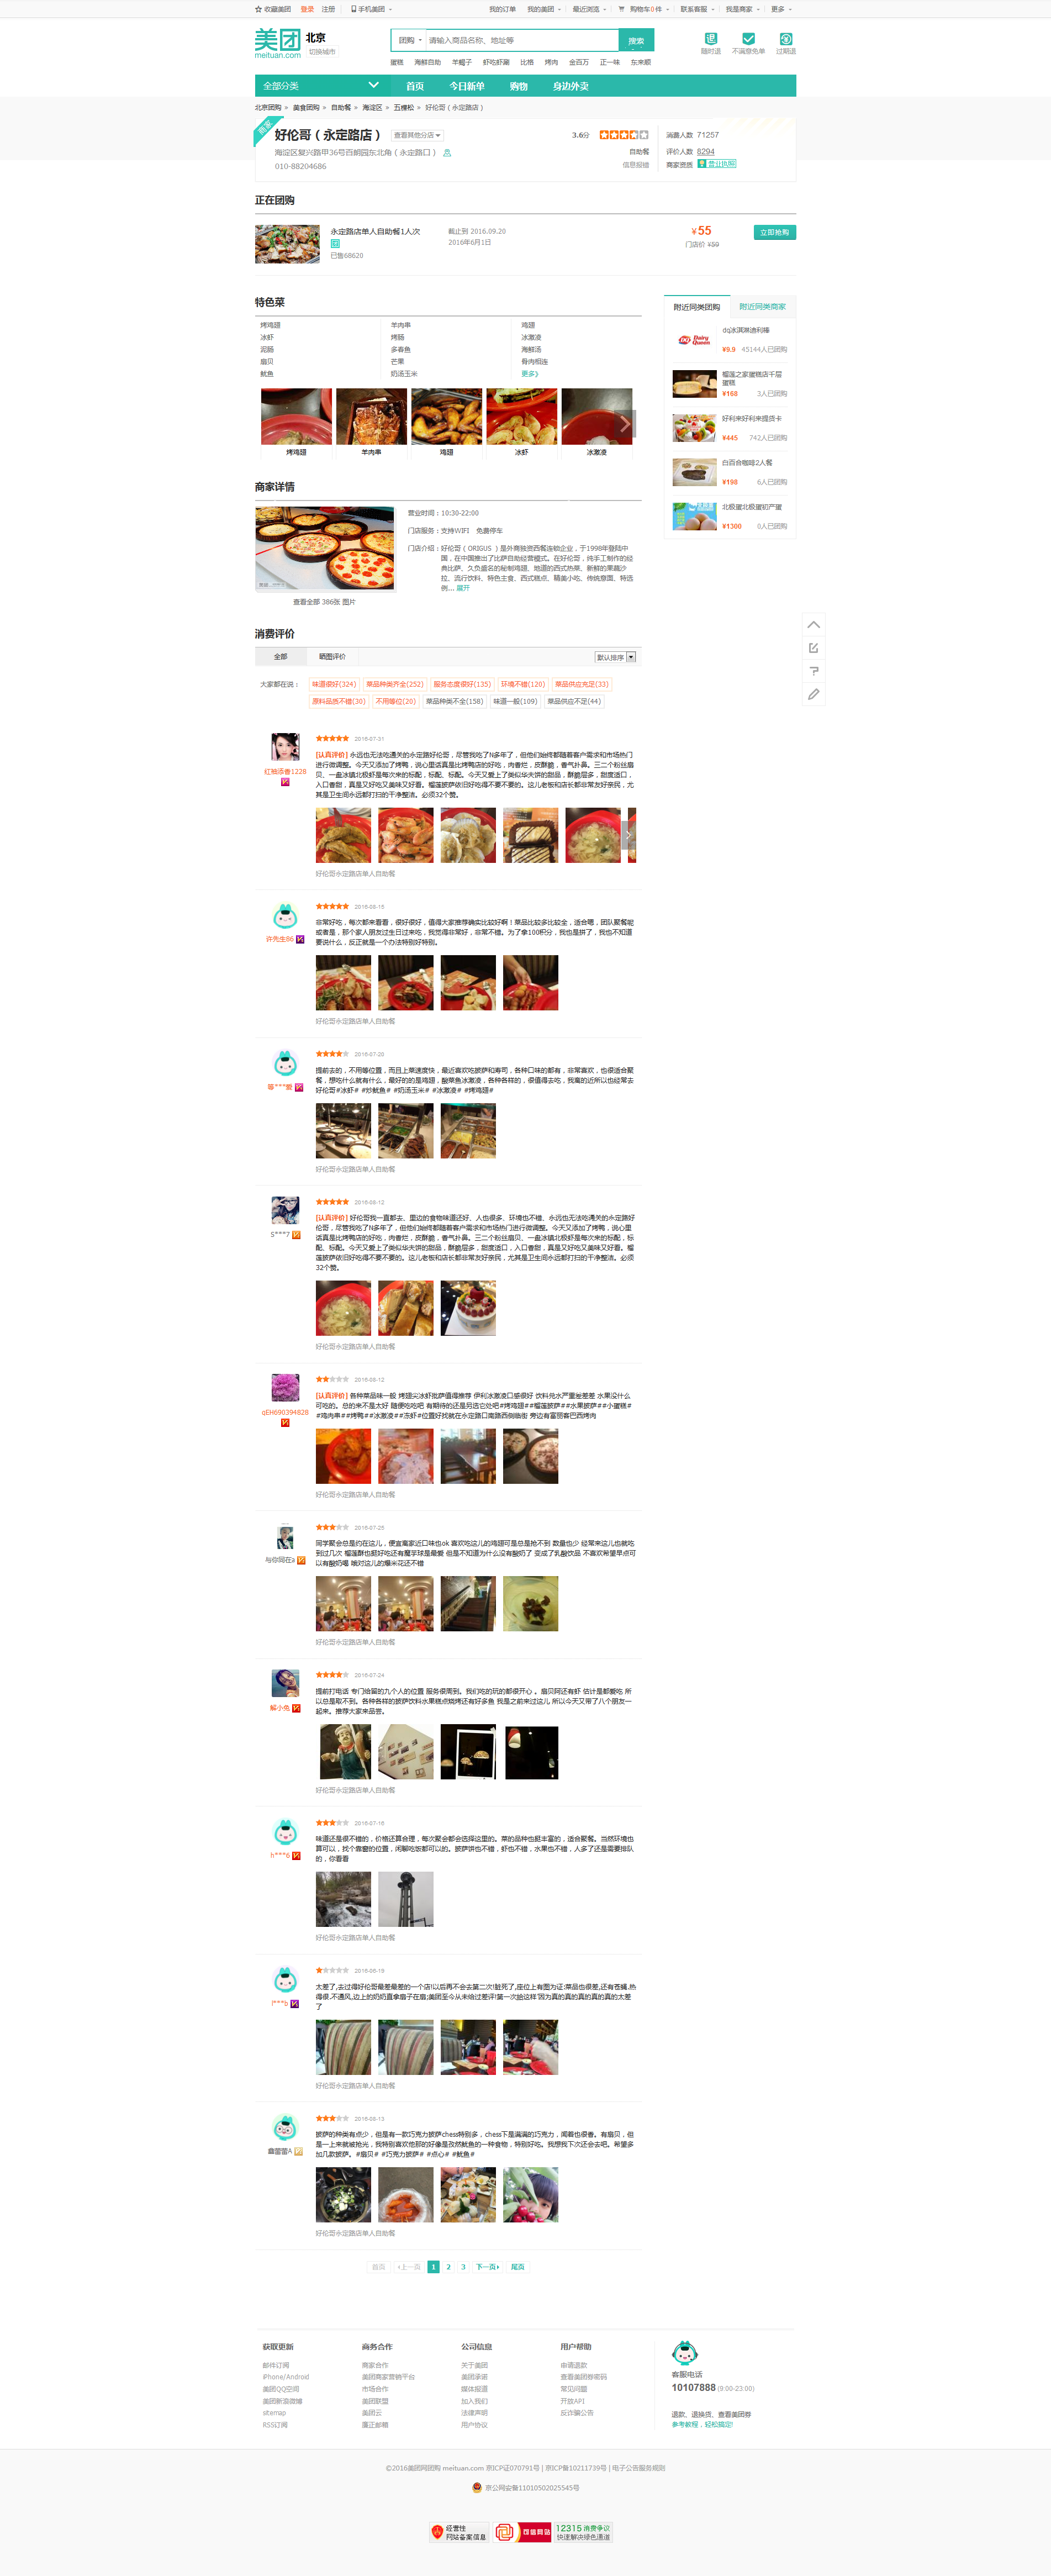 收藏美团 登录 注册 手机美团
我的订单 我的美团 最近浏览 购物车0件 联系客服 我是商家 更多
美团
meituan.com
北京
切换城市
团购 请输入商品名称、地址等 搜索
蛋糕 海鲜自助 羊蝎子 虾吃虾涮 比格 烤肉 金百万 正一味 东来顺
随时退 不满意免单 过期退
全部分类 首页 今日新单 购物 身边外卖
北京团购 » 美食团购 » 自助餐 » 海淀区 » 五棵松 » 好伦哥（永定路店）
商家
好伦哥（永定路店） 查看其他分店
海淀区复兴路甲36号百朗园东北角（永定路口）
010-88204686
3.6分
自助餐
信息报错
消费人数 71257
评价人数 8294
商家资质 营业执照
正在团购
永定路店单人自助餐1人次
已售68620
截止到 2016.09.20
2016年6月1日
¥55
门店价 ¥59
立即抢购
特色菜
烤鸡翅 羊肉串 鸡翅
冰虾 烤肠 冰激凌
泥肠 多春鱼 海鲜汤
扇贝 芒果 骨肉相连
鱿鱼 奶汤玉米 更多》
烤鸡翅 羊肉串 鸡翅 冰虾 冰激凌
附近同类团购 附近同类商家
Dairy Queen
dq冰淇淋迪利棒
¥9.9 45144人已团购
榴莲之家蛋糕店千层
蛋糕
¥168 3人已团购
好利来好利来提货卡
¥445 742人已团购
白百合咖啡2人餐
¥198 6人已团购
北极蛋北极蛋初产蛋
¥1300 0人已团购
商家详情
查看全部 386张 图片
营业时间：10:30-22:00
门店服务：支持WIFI 免费停车
门店介绍：好伦哥（ORIGUS ）是外商独资西餐连锁企业，于1998年登陆中
国，在中国推出了比萨自助经营模式。在好伦哥，纯手工制作的经
典比萨、久负盛名的秘制鸡翅、地道的西式热菜、新鲜的果蔬沙
拉、流行饮料、特色主食、西式糕点、精美小吃、传统意面、特选
例... 展开
消费评价
全部 晒图评价 默认排序
大家都在说：
味道很好(324) 菜品种类齐全(252) 服务态度很好(135) 环境不错(120) 菜品供应充足(33)
原料品质不错(30) 不用等位(20) 菜品种类不全(158) 味道一般(109) 菜品供应不足(44)
红袖添香1228
2016-07-31
[认真评价] 永远也无法吃通关的永定路好伦哥，尽管我吃了N多年了，但他们始终都随着客户需求和市场热门
进行微调整。今天又添加了烤鸭，说心里话真是比烤鸭店的好吃，肉香烂，皮酥脆，香气扑鼻。三二个粉丝扇
贝、一盘冰镇北极虾是每次来的标配，标配、标配。今天又爱上了类似华夫饼的甜品，酥脆层多，甜度适口，
入口香甜，真是又好吃又美味又好看。榴莲披萨依旧好吃得不要不要的。这儿老板和店长都非常友好亲民，尤
其是卫生间永远都打扫的干净整洁。必须32个赞。
好伦哥永定路店单人自助餐
许先生86
2016-08-15
非常好吃，每次都来看看，很好很好，值得大家推荐确实比较好啊！菜品比较多比较全，适合嗯，团队聚餐呢
或者是，那个家人朋友过生日过来吃，我觉得非常好，非常不错。为了拿100积分，我也是拼了，我也不知道
要说什么，反正就是一个办法特别好特别。
好伦哥永定路店单人自助餐
2016-07-28
提前去的，不用等位置，而且上菜速度快，最近喜欢吃披萨和寿司，各种口味的都有，非常喜欢，也很适合聚
餐，想吃什么就有什么，最好的的是鸡翅，酸菜鱼冰激凌，各种各样的，很值得去吃，我离的近所以也经常去
好伦哥#冰虾# #炒鱿鱼# #奶汤玉米# #冰激凌# #烤鸡翅#
好伦哥永定路店单人自助餐
S***7
2016-08-12
[认真评价] 好伦哥我一直都去、里边的食物味道还好、人也很多、环境也不错、永远也无法吃通关的永定路好
伦哥，尽管我吃了N多年了，但他们始终都随着客户需求和市场热门进行微调整。今天又添加了烤鸭，说心里
话真是比烤鸭店的好吃，肉香烂，皮酥脆，香气扑鼻。三二个粉丝扇贝、一盘冰镇北极虾是每次来的标配，标
配、标配。今天又爱上了类似华夫饼的甜品，酥脆层多，甜度适口，入口香甜，真是又好吃又美味又好看。榴
莲披萨依旧好吃得不要不要的。这儿老板和店长都非常友好亲民，尤其是卫生间永远都打扫的干净整洁。必须
32个赞。
好伦哥永定路店单人自助餐
qEH690394828
2016-08-12
[认真评价] 各种菜品味一般 烤翅尖冰虾批萨值得推荐 伊利冰激凌口感很好 饮料兑水严重差差差 水果没什么
可吃的。总的来不是太好 随便吃吃吧 有期待的还是另选它处吧#烤鸡翅##榴莲披萨##水果披萨##小蛋糕#
#鸡肉串##烤鸭##冰激凌##冻虾#位置好找就在永定路口南路西侧临街 旁边有富丽客巴西烤肉
好伦哥永定路店单人自助餐
与你同在a
2016-07-25
同学聚会总是约在这儿，便宜离家近口味也ok 喜欢吃这儿的鸡翅可是总是抢不到 数量也少 经常来这儿也就吃
到过几次 榴莲酥也挺好吃还有魔芋球是最爱 但是不知道为什么没有酸奶了 变成了乳酸饮品 不喜欢希望早点可
以有酸奶喝 哦对这儿的爆米花还不错
好伦哥永定路店单人自助餐
解小兔
2016-07-24
提前打电话 专门给留的九个人的位置 服务很周到。我们吃的玩的都很开心 。扇贝阿还有虾 估计是都爱吃 所
以总是取不到。各种各样的披萨饮料水果糕点烧烤还有好多鱼 我是之前来过这儿 所以今天又带了八个朋友一
起来。推荐大家来品尝。
好伦哥永定路店单人自助餐
h***6
2016-07-16
味道还是很不错的，价格还算合理，每次聚会都会选择这里的。菜的品种也挺丰富的，适合聚餐。当然环境也
算可以，找个靠窗的位置，闲聊吃饭都可以的。披萨饼也不错，虾也不错，水果也不错，人多了还是需要排队
的，你看看
好伦哥永定路店单人自助餐
l***b
2016-06-19
太差了,去过得好伦哥最差最差的一个店!以后再不会去第二次!脏死了,座位上有图为证:菜品也很差,还有苍蝇.热
得很.不通风,边上的奶奶直拿扇子在扇;美团至今从未给过差评!第一次给这样'因为真的真的真的真的真的太差
了
好伦哥永定路店单人自助餐
鑫蕾蕾A
2016-08-13
披萨的种类有点少，但是有一款巧克力披萨chess特别多，chess下是满满的巧克力，闻着也很香。有扇贝，但
是一上来就被抢光，我特别喜欢他那的好像是孜然鱿鱼的一种食物，特别好吃。我想我下次还会去吧。希望多
加几款披萨。#扇贝# #巧克力披萨# #点心# #鱿鱼#
好伦哥永定路店单人自助餐
首页 上一页 1 2 3 下一页 尾页
获取更新 商务合作 公司信息 用户帮助
邮件订阅 商家合作 关于美团 申请退款
iPhone/Android 美团商家营销平台 美团承诺 查看美团券密码
美团QQ空间 市场合作 媒体报道 常见问题
美团新浪微博 美团联盟 加入我们 开放API
sitemap 美团云 法律声明 反诈骗公告
RSS订阅 廉正邮箱 用户协议
客服电话
10107888 (9:00-23:00)
退款、退换货、查看美团券
参考教程，轻松搞定!
©2016美团网团购 meituan.com 京ICP证070791号 | 京ICP备10211739号 | 电子公告服务规则
京公网安备11010502025545号
经营性
网站备案信息
可信网站
12315消费争议
快速解决绿色通道